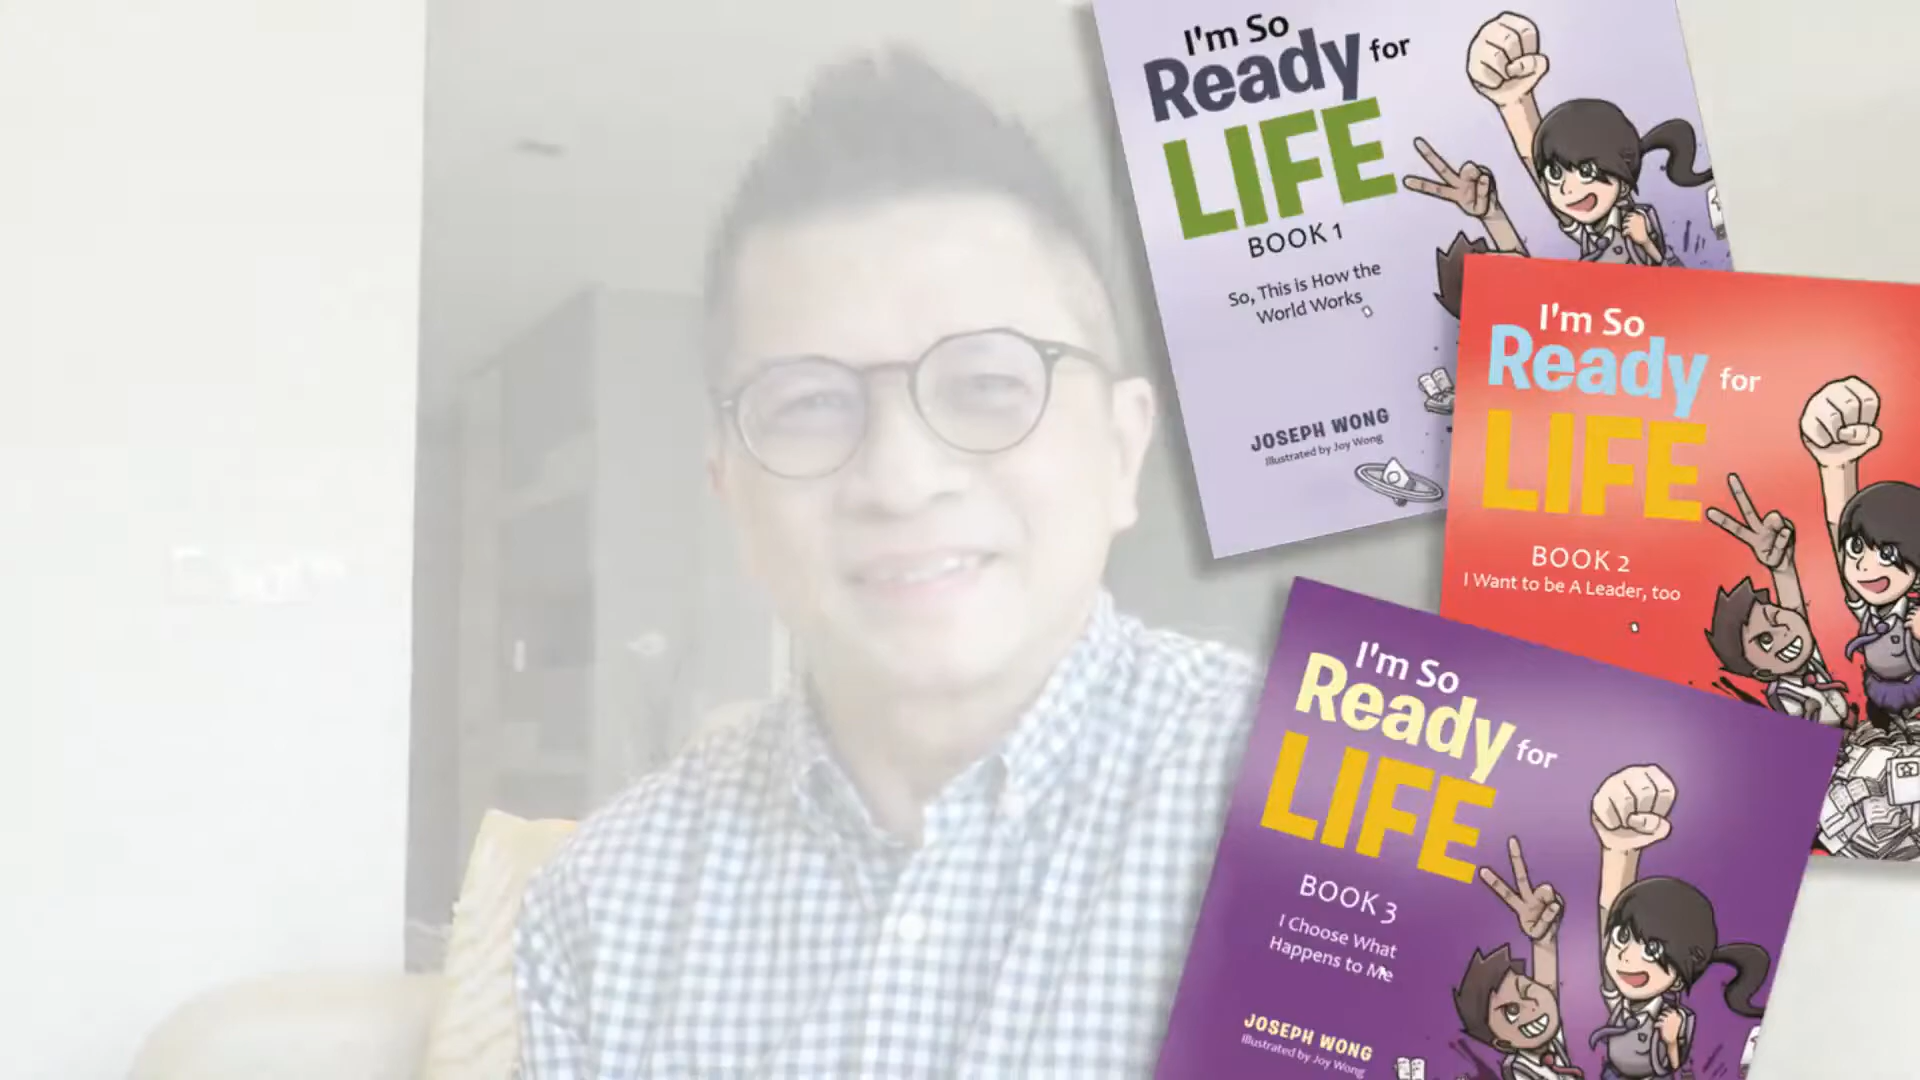 I'm So
Ready for
LIFE
BOOK 1
So, This is How the
World Works
JOSEPH WONG
Illustrated by Joy Wong
I'm So
Ready for
LIFE
BOOK 2
I Want to be A Leader, too
I'm So
Ready for
LIFE
BOOK 3
I Choose What
Happens to Me
JOSEPH WONG
Illustrated by Joy Wong